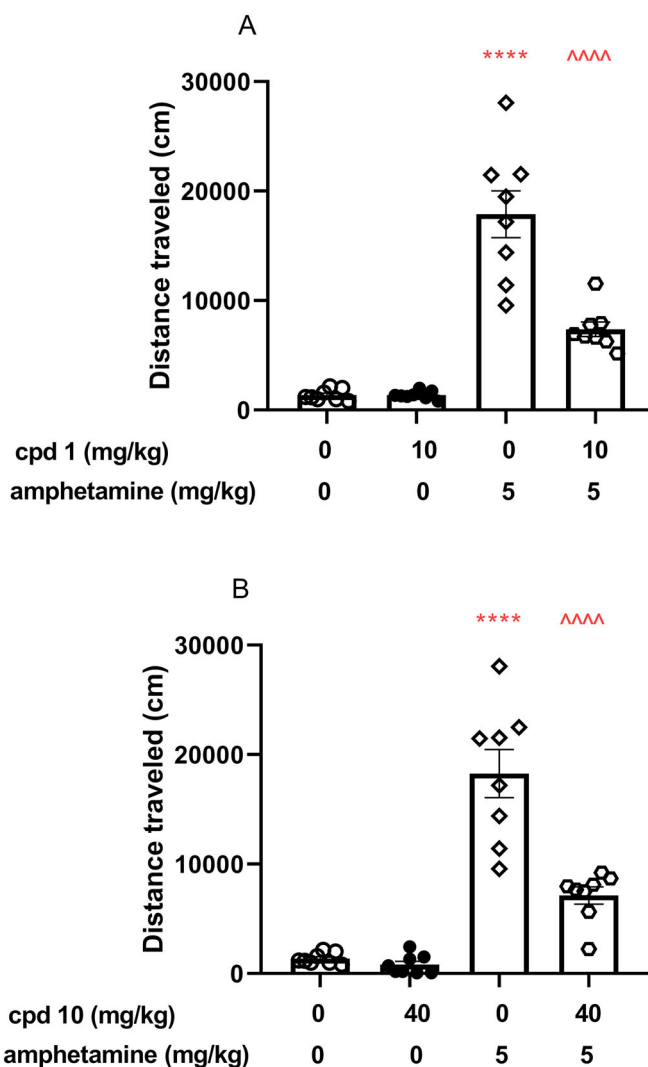 A
**** ^^^^
30000
20000
10000
0
Distance traveled (cm)
cpd 1 (mg/kg) 0 10 0 10
amphetamine (mg/kg) 0 0 5 5
B
**** ^^^^
30000
20000
10000
0
Distance traveled (cm)
cpd 10 (mg/kg) 0 40 0 40
amphetamine (mg/kg) 0 0 5 5